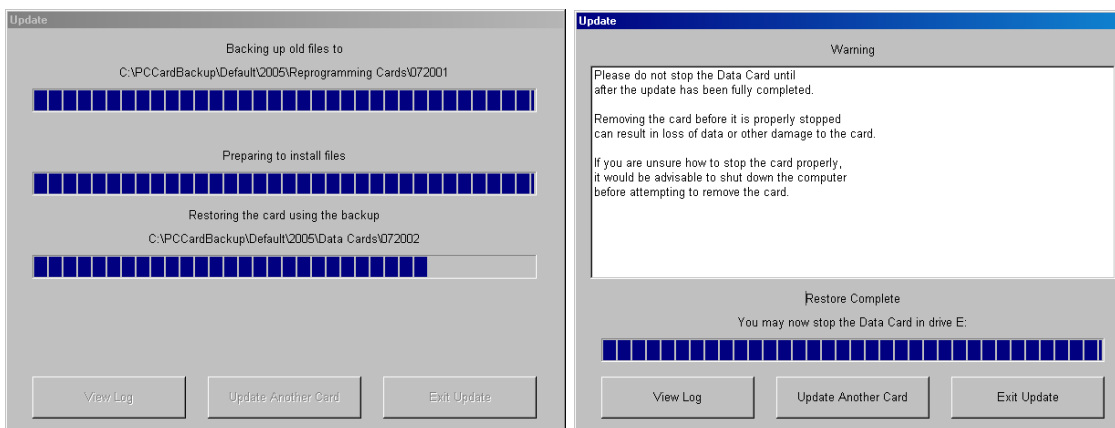 Update
Backing up old files to
C:\PCCardBackup\Default\2005\Reprogramming Cards\072001
Preparing to install files
Restoring the card using the backup
C:\PCCardBackup\Default\2005\Data Cards\072002
View Log
Update Another Card
Exit Update
Update
Warning
Please do not stop the Data Card until
after the update has been fully completed.
Removing the card before it is properly stopped
can result in loss of data or other damage to the card.
If you are unsure how to stop the card properly,
it would be advisable to shut down the computer
before attempting to remove the card.
Restore Complete
You may now stop the Data Card in drive E:
View Log
Update Another Card
Exit Update